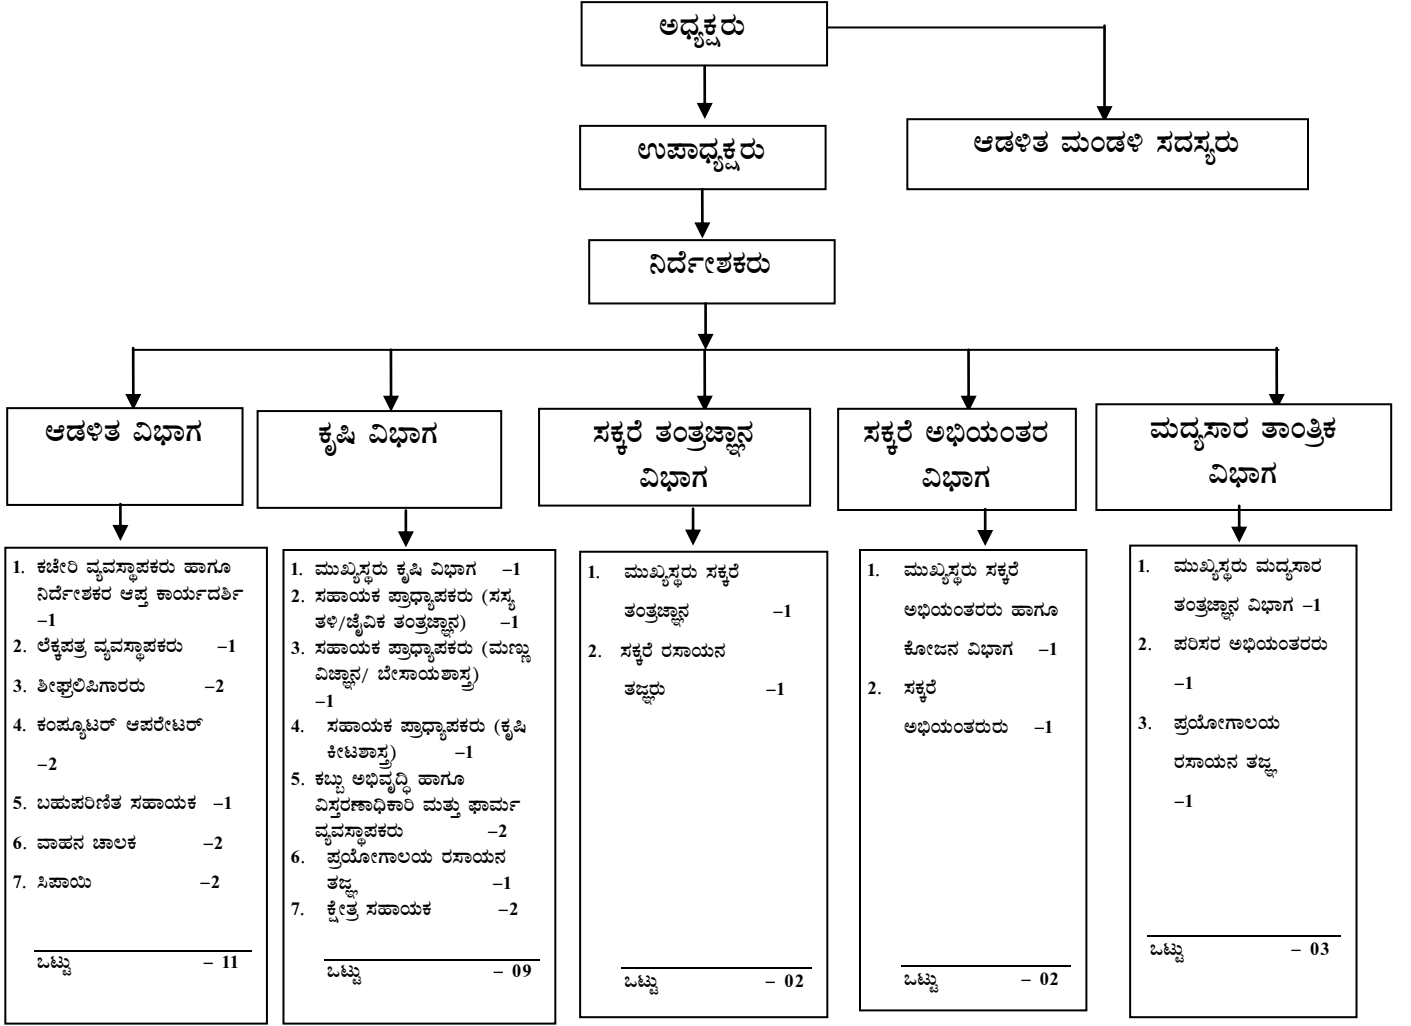 ಅಧ್ಯಕ್ಷರು
ಉಪಾಧ್ಯಕ್ಷರು
ಆಡಳಿತ ಮಂಡಳಿ ಸದಸ್ಯರು
ನಿರ್ದೇಶಕರು
ಆಡಳಿತ ವಿಭಾಗ
ಕೃಷಿ ವಿಭಾಗ
ಸಕ್ಕರೆ ತಂತ್ರಜ್ಞಾನ
ವಿಭಾಗ
ಸಕ್ಕರೆ ಅಭಿಯಂತರ
ವಿಭಾಗ
ಮದ್ಯಸಾರ ತಾಂತ್ರಿಕ
ವಿಭಾಗ
1. ಕಚೇರಿ ವ್ಯವಸ್ಥಾಪಕರು ಹಾಗೂ
ನಿರ್ದೇಶಕರ ಆಪ್ತ ಕಾರ್ಯದರ್ಶಿ
–1
2. ಲೆಕ್ಕಪತ್ರ ವ್ಯವಸ್ಥಾಪಕರು –1
3. ಶೀಘ್ರಲಿಪಿಗಾರರು –2
4. ಕಂಪ್ಯೂಟರ್ ಆಪರೇಟರ್
–2
5. ಬಹುಪರಿಣಿತ ಸಹಾಯಕ –1
6. ವಾಹನ ಚಾಲಕ –2
7. ಸಿಪಾಯಿ –2
ಒಟ್ಟು – 11
1. ಮುಖ್ಯಸ್ಥರು ಕೃಷಿ ವಿಭಾಗ –1
2. ಸಹಾಯಕ ಪ್ರಾಧ್ಯಾಪಕರು (ಸಸ್ಯ
ತಳಿ/ಜೈವಿಕ ತಂತ್ರಜ್ಞಾನ) –1
3. ಸಹಾಯಕ ಪ್ರಾಧ್ಯಾಪಕರು (ಮಣ್ಣು
ವಿಜ್ಞಾನ/ ಬೇಸಾಯಶಾಸ್ತ್ರ)
–1
4. ಸಹಾಯಕ ಪ್ರಾಧ್ಯಾಪಕರು (ಕೃಷಿ
ಕೀಟಶಾಸ್ತ್ರ) –1
5. ಕಬ್ಬು ಅಭಿವೃದ್ಧಿ ಹಾಗೂ
ವಿಸ್ತರಣಾಧಿಕಾರಿ ಮತ್ತು ಫಾರ್ಮ
ವ್ಯವಸ್ಥಾಪಕರು –2
6. ಪ್ರಯೋಗಾಲಯ ರಸಾಯನ
ತಜ್ಞ –1
7. ಕ್ಷೇತ್ರ ಸಹಾಯಕ –2
ಒಟ್ಟು – 09
1. ಮುಖ್ಯಸ್ಥರು ಸಕ್ಕರೆ
ತಂತ್ರಜ್ಞಾನ –1
2. ಸಕ್ಕರೆ ರಸಾಯನ
ತಜ್ಞರು –1
ಒಟ್ಟು – 02
1. ಮುಖ್ಯಸ್ಥರು ಸಕ್ಕರೆ
ಅಭಿಯಂತರರು ಹಾಗೂ
ಕೋಜನ ವಿಭಾಗ –1
2. ಸಕ್ಕರೆ
ಅಭಿಯಂತರುರು –1
ಒಟ್ಟು – 02
1. ಮುಖ್ಯಸ್ಥರು ಮದ್ಯಸಾರ
ತಂತ್ರಜ್ಞಾನ ವಿಭಾಗ –1
2. ಪರಿಸರ ಅಭಿಯಂತರರು
–1
3. ಪ್ರಯೋಗಾಲಯ
ರಸಾಯನ ತಜ್ಞ
–1
ಒಟ್ಟು – 03